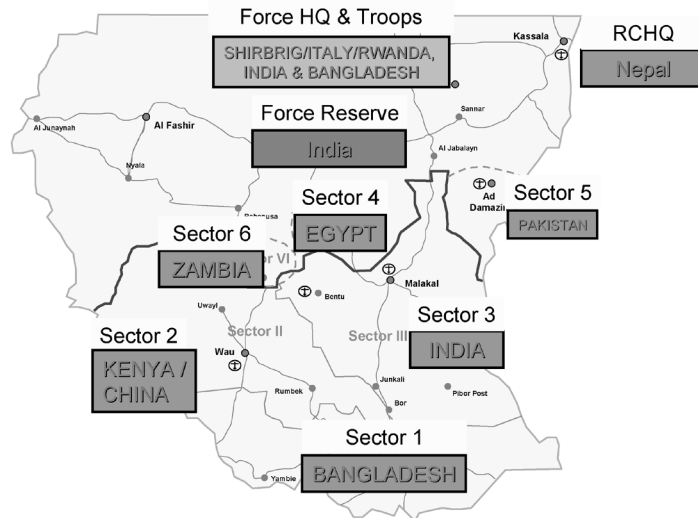 Force HQ & Troops
SHIRBRIG/ITALY/RWANDA,
INDIA & BANGLADESH
Kassala
RCHQ
Nepal
Al Junaynah
Al Fashir
Sannar
Force Reserve
India
Al Jabalayn
Nyala
Ad
Sector 4
EGYPT
Sector 5
PAKISTAN
Sector 6
ZAMBIA
VI
Malakal
Bentu
Uwayl
Sector II
Sector III
Sector 3
INDIA
Sector 2
KENYA /
CHINA
Wau
Rumbek
Junkali
Pibor Post
Bor
Sector 1
BANGLADESH
Yambie